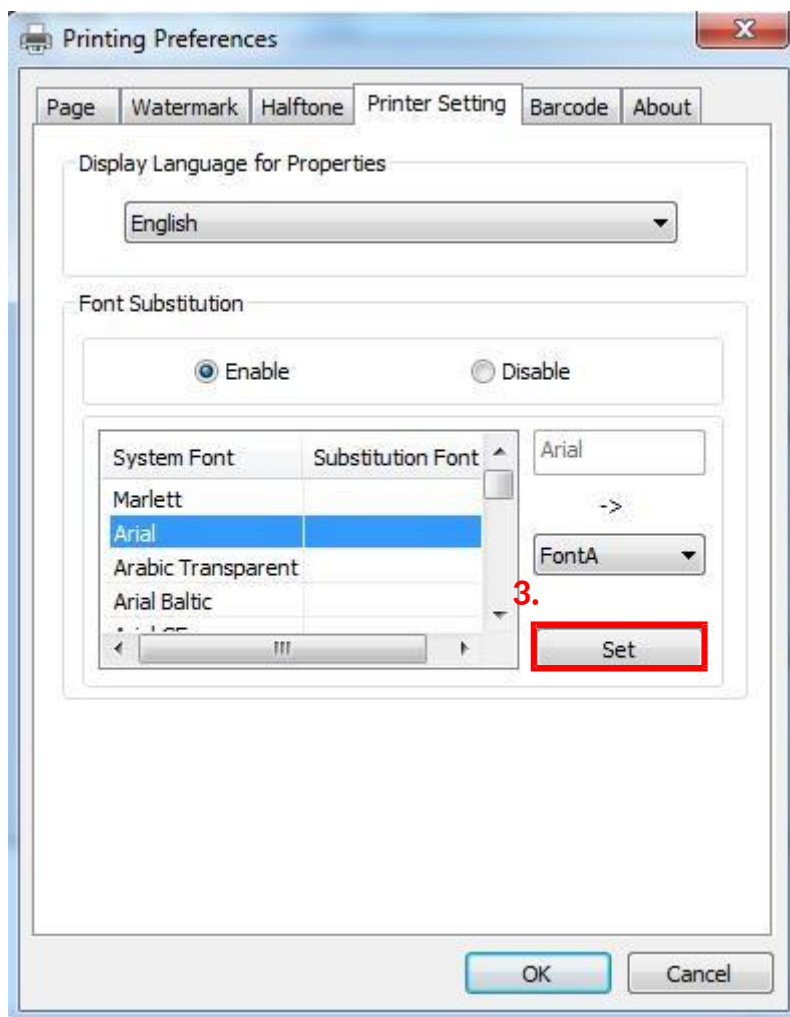 Printing Preferences
X
Page Watermark Halftone Printer Setting Barcode About
Display Language for Properties
English
Font Substitution
Enable Disable
System Font Substitution Font
Marlett
Arial
Arabic Transparent
Arial Baltic
Arial
->
FontA
3.
Set
OK Cancel